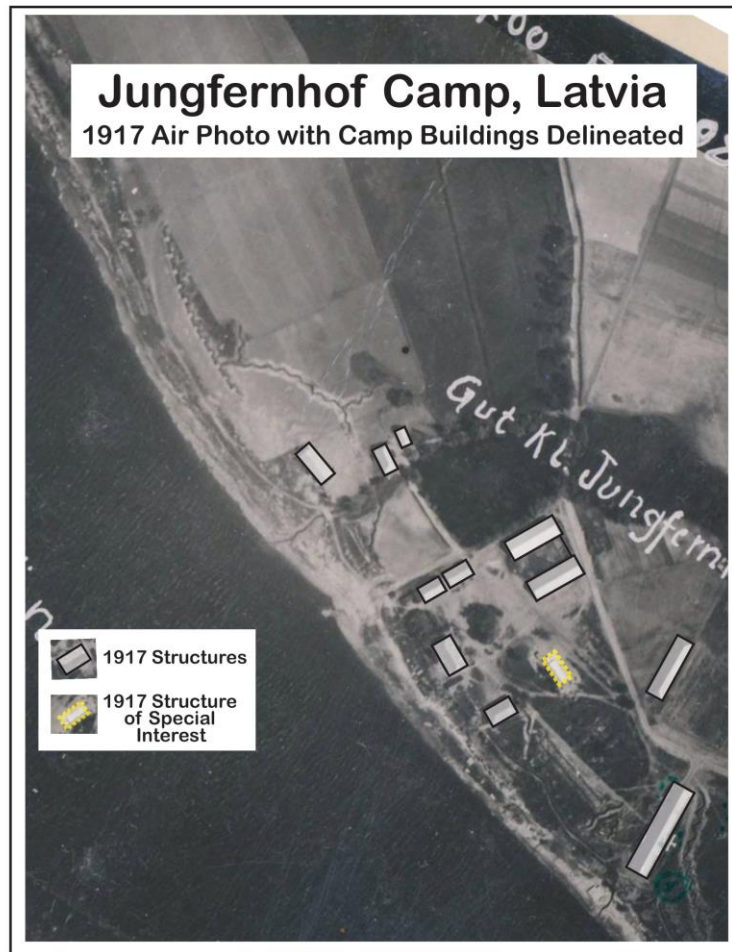 Jungfernhof Camp, Latvia
1917 Air Photo with Camp Buildings Delineated
Gut Kl. Jungfern
1917 Structures
1917 Structure
of Special
Interest